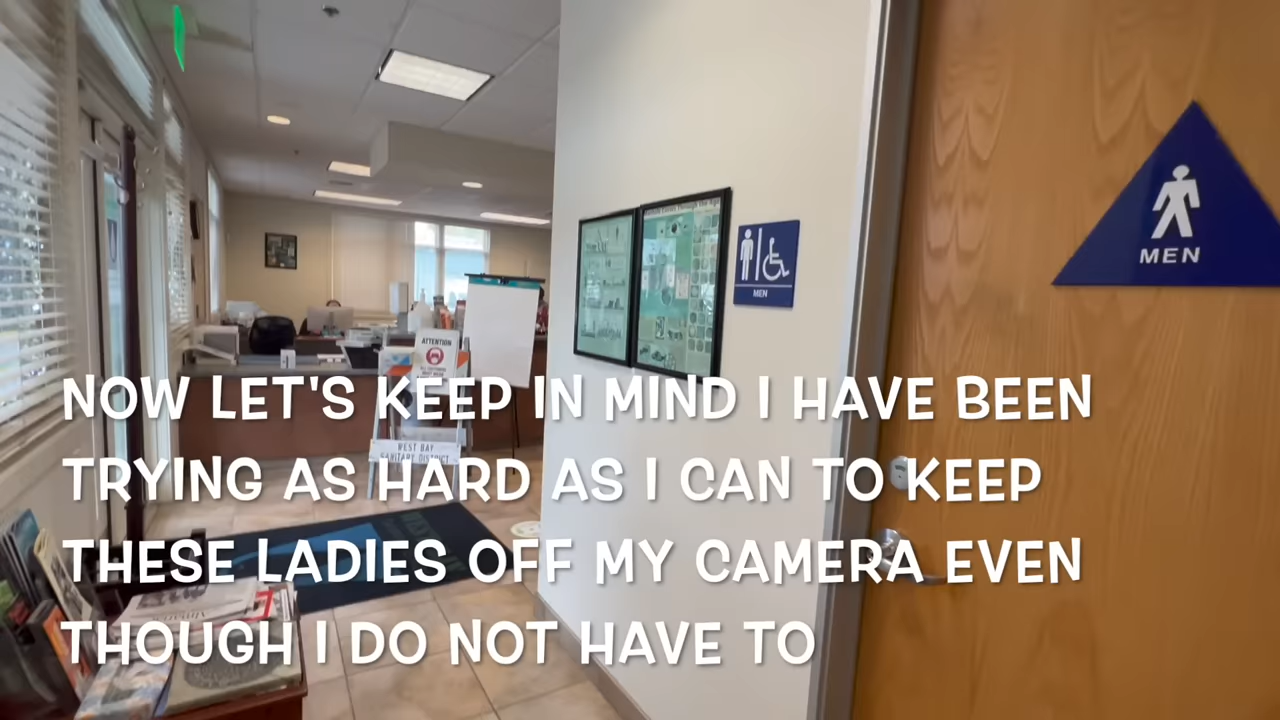 MEN
MEN
ATTENTION
WEST BAY
SANITARY DISTRICT
NOW LET'S KEEP IN MIND I HAVE BEEN
TRYING AS HARD AS I CAN TO KEEP
THESE LADIES OFF MY CAMERA EVEN
THOUGH I DO NOT HAVE TO